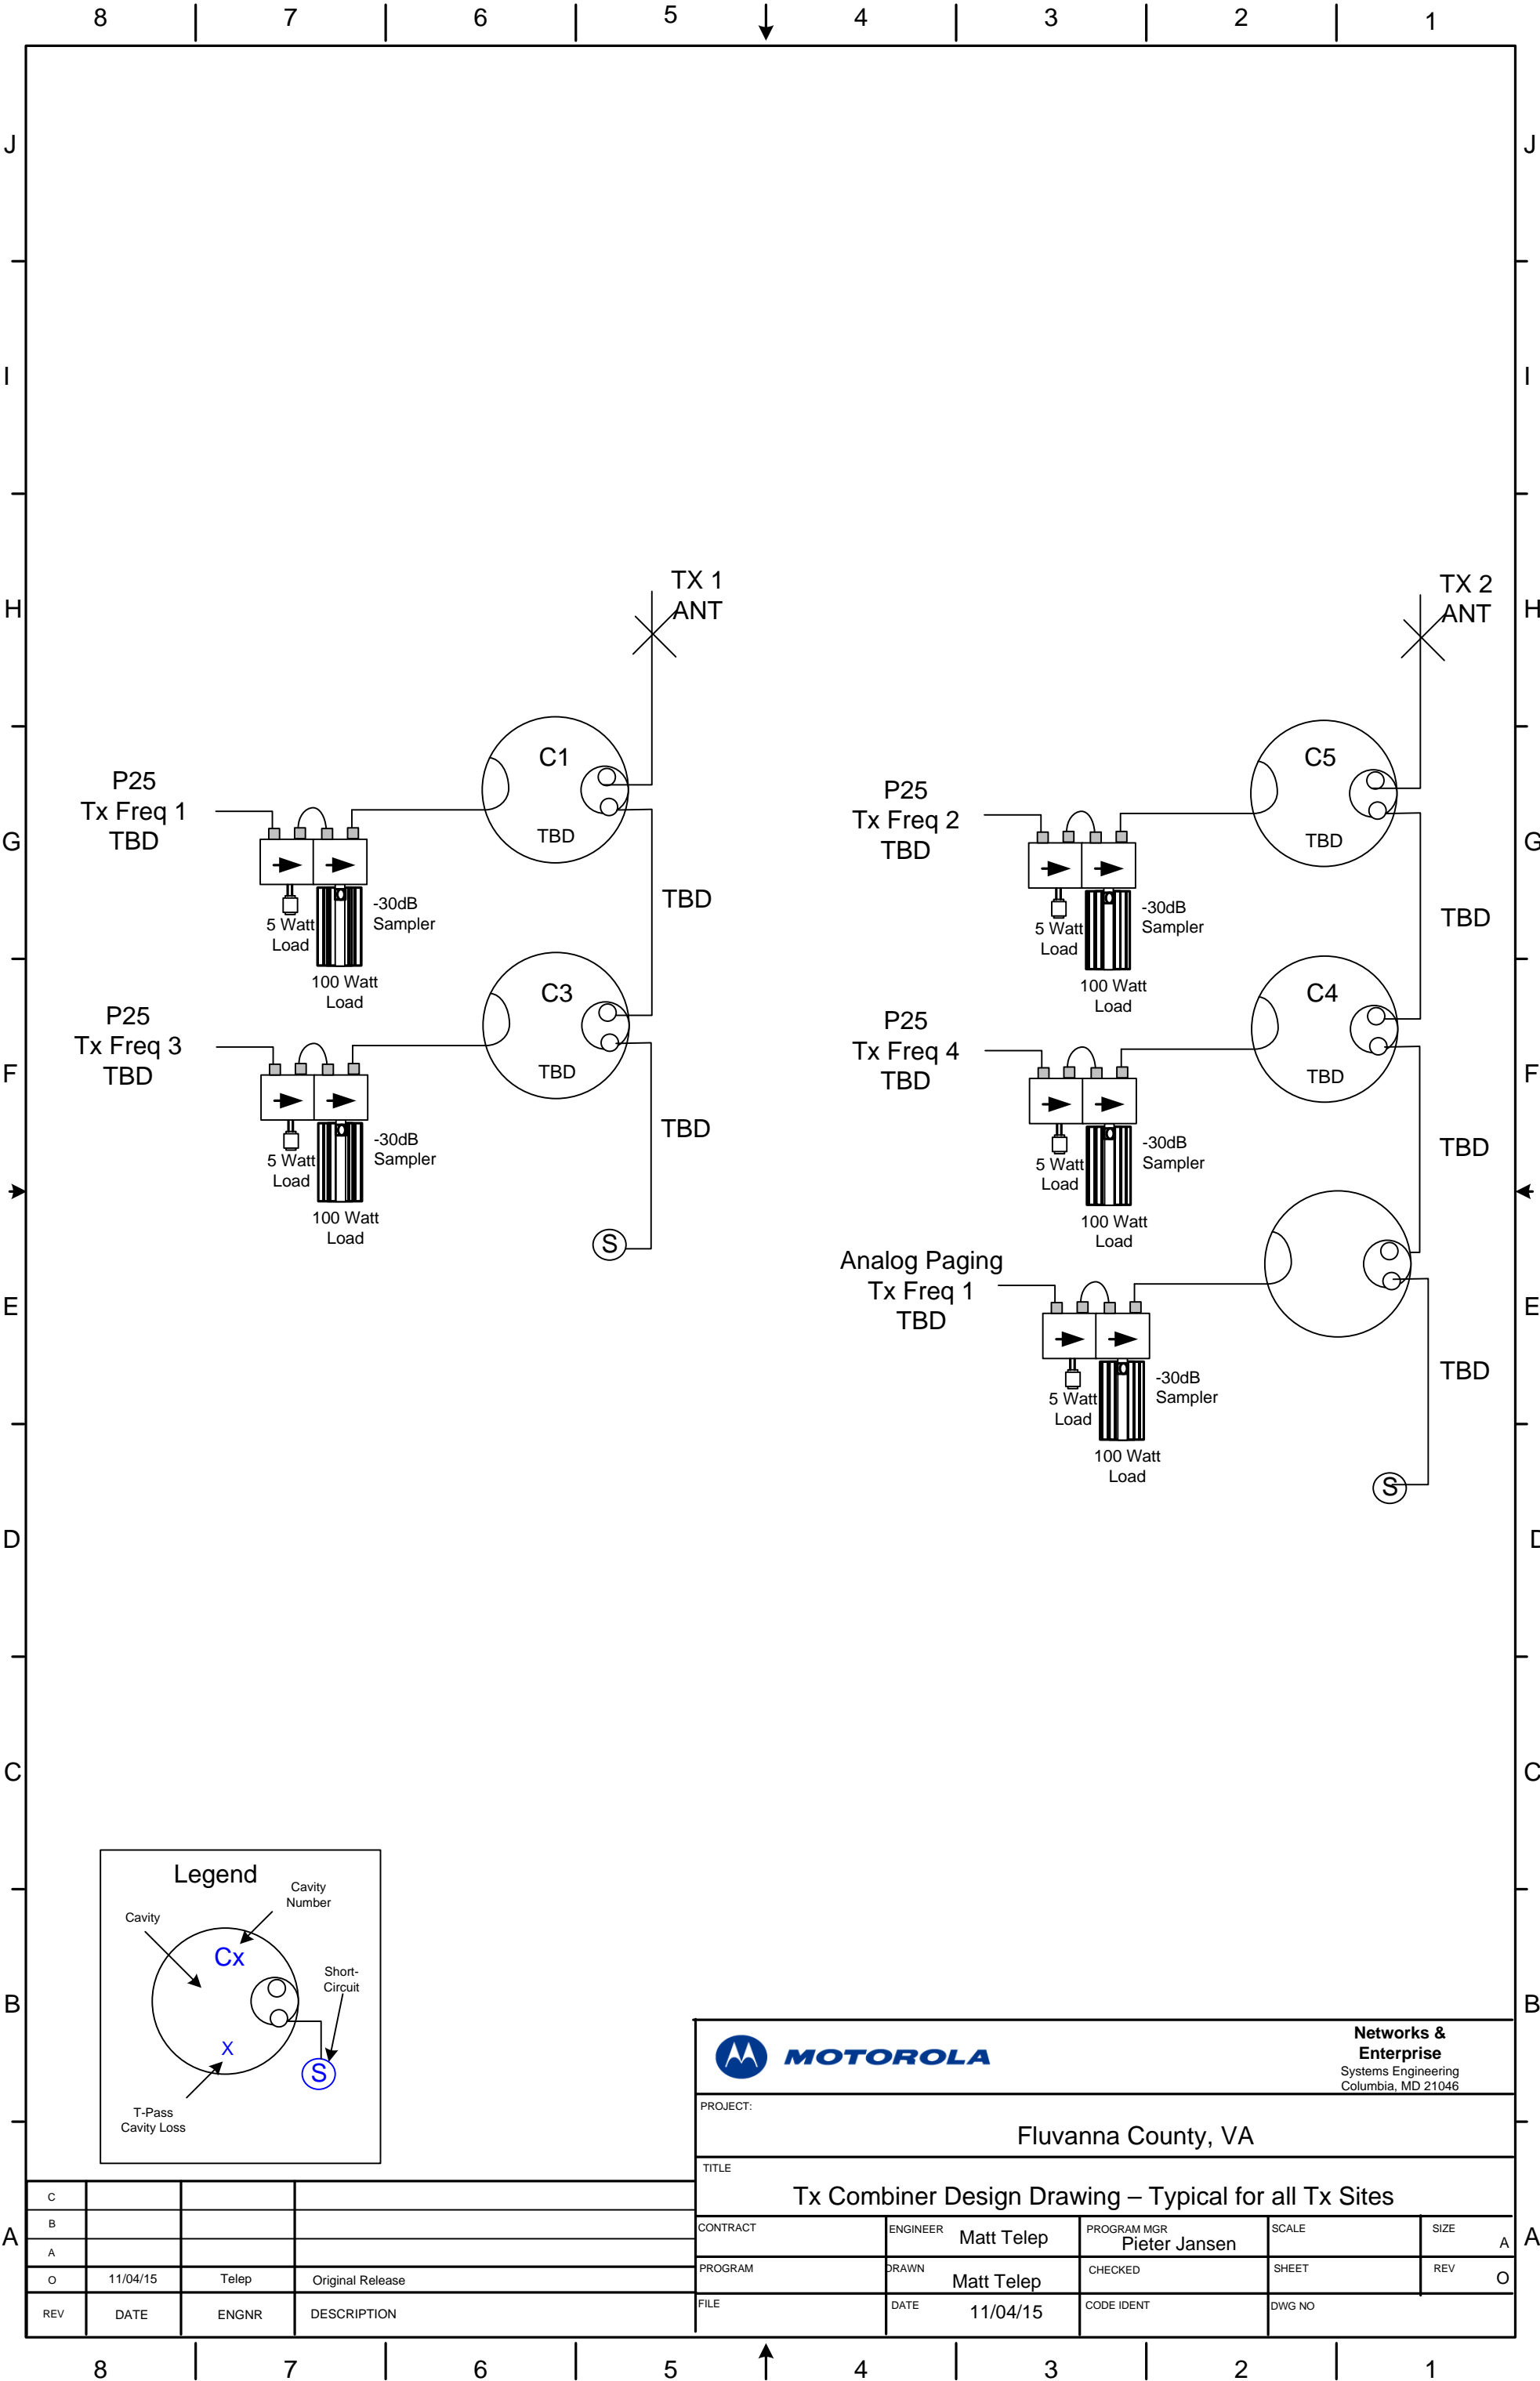 8 7 6 5 4 3 2 1
J J
I I
H H
G G
F F
E E
D D
C C
B B
A A
TX 1
ANT
C1
TBD
P25
Tx Freq 1
TBD
5 Watt
Load
-30dB
Sampler
100 Watt
Load
TBD
C3
TBD
P25
Tx Freq 3
TBD
5 Watt
Load
-30dB
Sampler
100 Watt
Load
TBD
S
TX 2
ANT
C5
TBD
P25
Tx Freq 2
TBD
5 Watt
Load
-30dB
Sampler
100 Watt
Load
TBD
C4
TBD
P25
Tx Freq 4
TBD
5 Watt
Load
-30dB
Sampler
100 Watt
Load
TBD
Analog Paging
Tx Freq 1
TBD
5 Watt
Load
-30dB
Sampler
100 Watt
Load
TBD
S
Legend
Cavity
Number
Cavity
Cx
Short-
Circuit
X
S
T-Pass
Cavity Loss
MOTOROLA
Networks &
Enterprise
Systems Engineering
Columbia, MD 21046
PROJECT:
Fluvanna County, VA
TITLE
Tx Combiner Design Drawing – Typical for all Tx Sites
CONTRACT
ENGINEER Matt Telep
PROGRAM MGR
Pieter Jansen
SCALE
SIZE A
PROGRAM
DRAWN Matt Telep
CHECKED
SHEET
REV O
FILE
DATE 11/04/15
CODE IDENT
DWG NO
C
B
A
O 11/04/15 Telep Original Release
REV DATE ENGNR DESCRIPTION
8 7 6 5 4 3 2 1